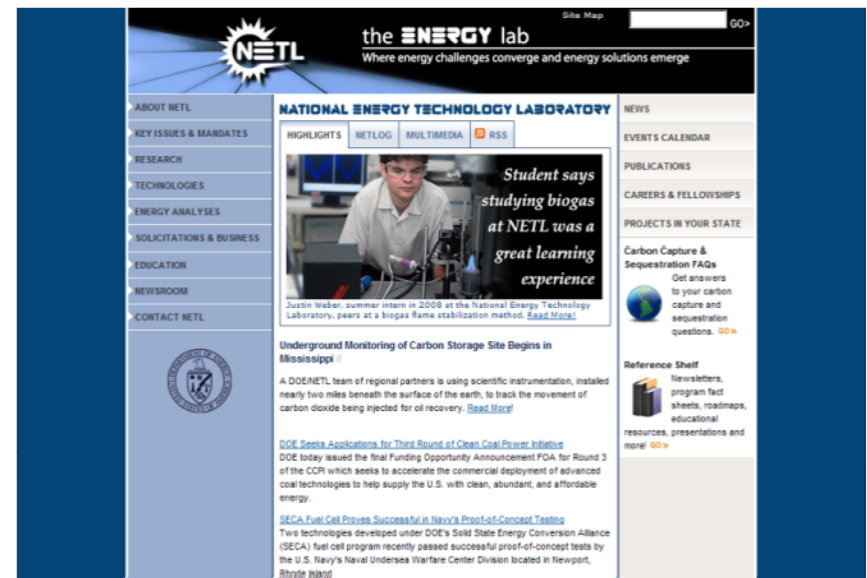 Site Map
GO>
NETL
the ENERGY lab
Where energy challenges converge and energy solutions emerge
ABOUT NETL
KEY ISSUES & MANDATES
RESEARCH
TECHNOLOGIES
ENERGY ANALYSES
SOLICITATIONS & BUSINESS
EDUCATION
NEWSROOM
CONTACT NETL
NATIONAL ENERGY TECHNOLOGY LABORATORY
HIGHLIGHTS NETLOG MULTIMEDIA RSS
Student says
studying biogas
at NETL was a
great learning
experience
Justin Weber, summer intern in 2008 at the National Energy Technology
Laboratory, peers at a biogas flame stabilization method. Read More!
Underground Monitoring of Carbon Storage Site Begins in
Mississippi //
A DOE/NETL team of regional partners is using scientific instrumentation, installed
nearly two miles beneath the surface of the earth, to track the movement of
carbon dioxide being injected for oil recovery. Read More!
DOE Seeks Applications for Third Round of Clean Coal Power Initiative
DOE today issued the final Funding Opportunity Announcement FOA for Round 3
of the CCPI which seeks to accelerate the commercial deployment of advanced
coal technologies to help supply the U.S. with clean, abundant, and affordable
energy.
SECA Fuel Cell Proves Successful in Navy's Proof-of-Concept Testing
Two technologies developed under DOE's Solid State Energy Conversion Alliance
(SECA) fuel cell program recently passed successful proof-of-concept tests by
the U.S. Navy's Naval Undersea Warfare Center Division located in Newport,
Rhode Island
NEWS
EVENTS CALENDAR
PUBLICATIONS
CAREERS & FELLOWSHIPS
PROJECTS IN YOUR STATE
Carbon Capture &
Sequestration FAQs
Get answers
to your carbon
capture and
sequestration
questions. GO»
Reference Shelf
Newsletters,
program fact
sheets, roadmaps,
educational
resources, presentations and
more! GO»